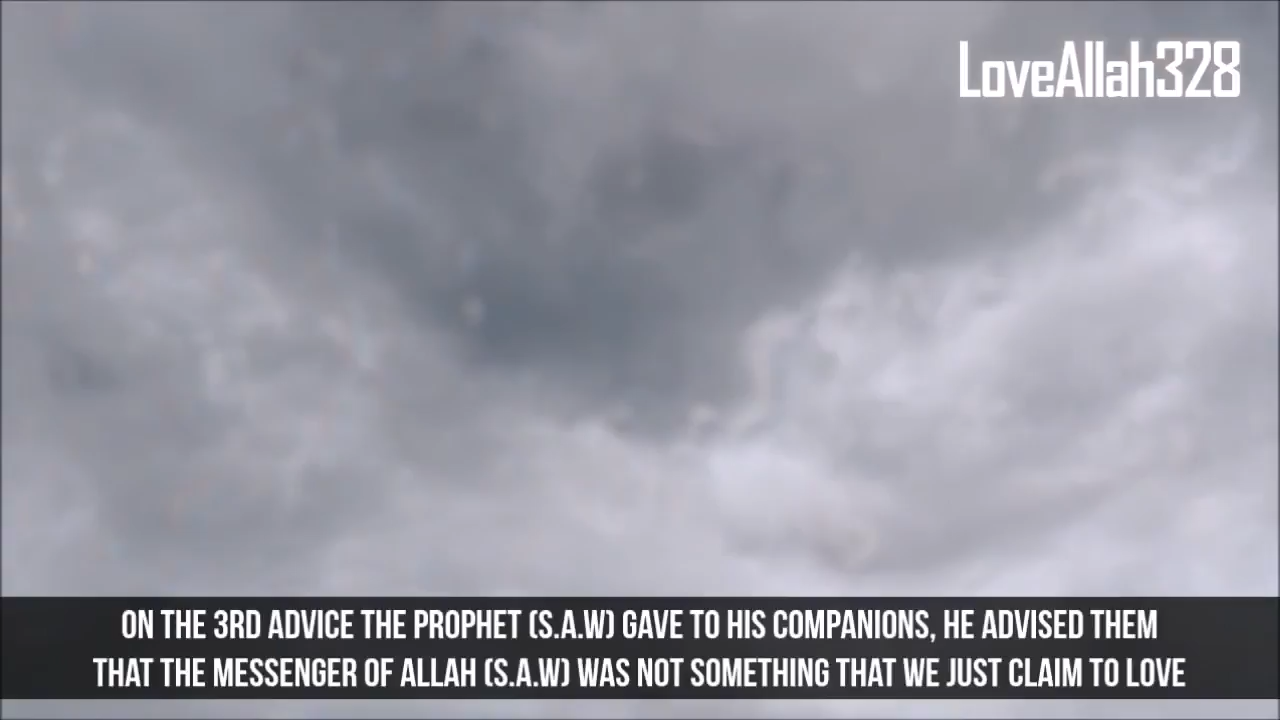 LoveAllah328
ON THE 3RD ADVICE THE PROPHET (S.A.W) GAVE TO HIS COMPANIONS, HE ADVISED THEM
THAT THE MESSENGER OF ALLAH (S.A.W) WAS NOT SOMETHING THAT WE JUST CLAIM TO LOVE